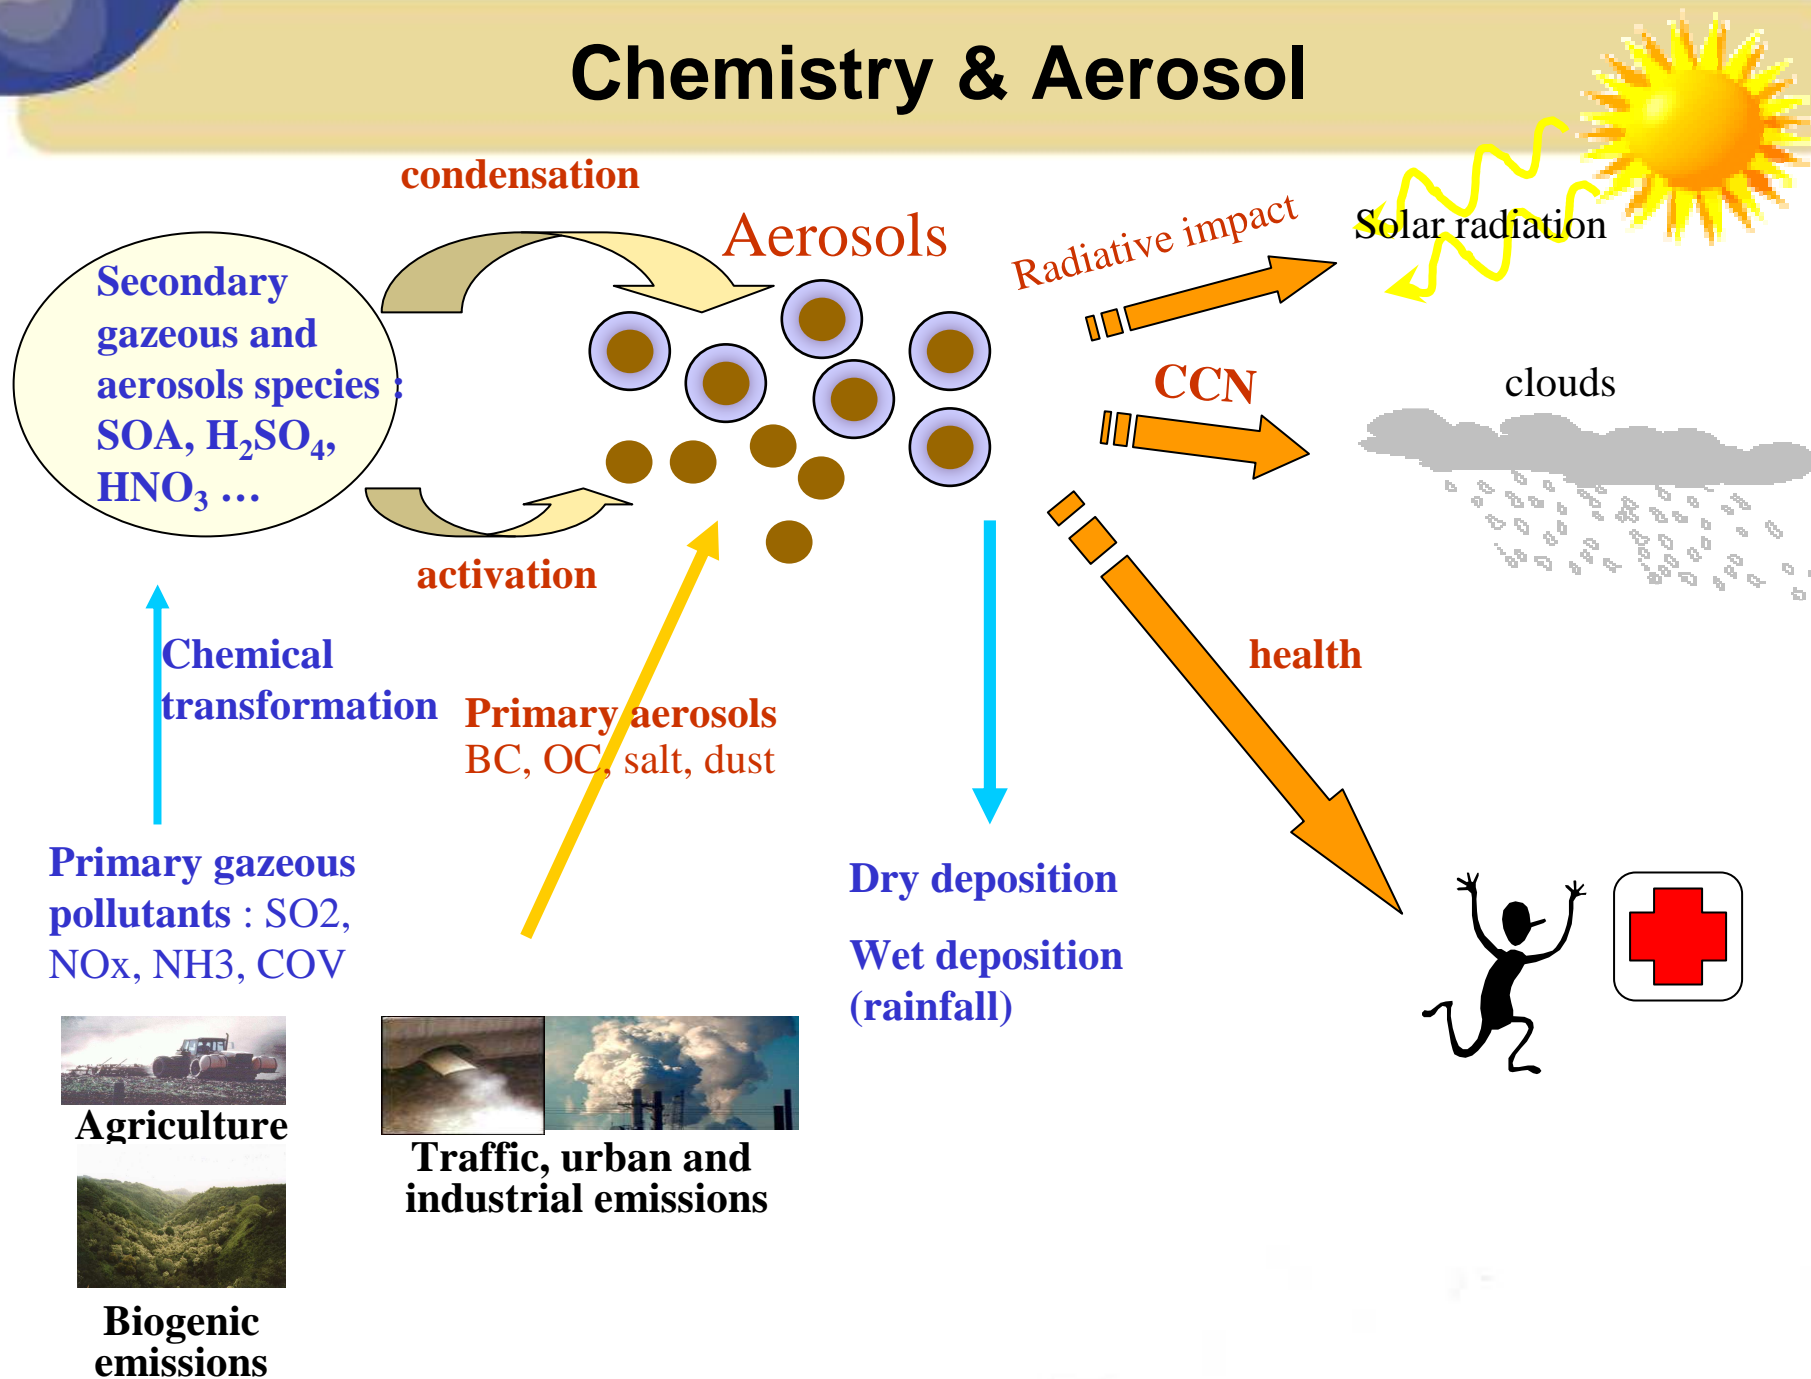 Chemistry & Aerosol
condensation
Aerosols
Radiative impact
Solar radiation
Secondary
gazeous and
aerosols species :
SOA, H₂SO₄,
HNO₃ …
CCN
clouds
activation
Chemical
transformation
Primary aerosols
BC, OC, salt, dust
health
Primary gazeous
pollutants : SO2,
NOx, NH3, COV
Dry deposition
Wet deposition
(rainfall)
Agriculture
Traffic, urban and
industrial emissions
Biogenic
emissions